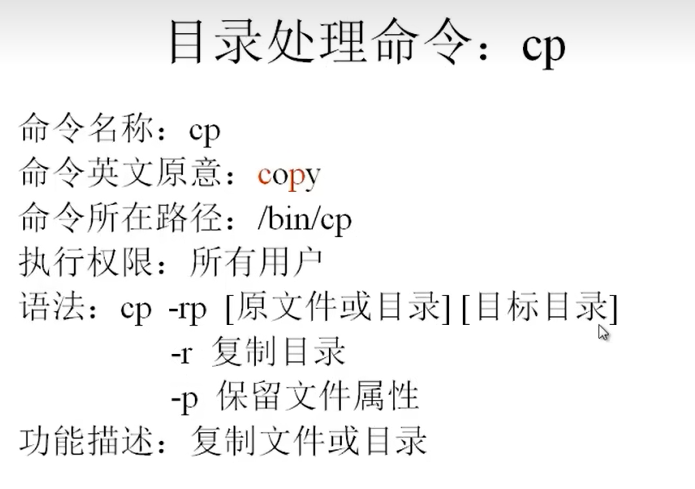 目录处理命令：cp
命令名称：cp
命令英文原意：copy
命令所在路径：/bin/cp
执行权限：所有用户
语法：cp -rp [原文件或目录] [目标目录]
-r 复制目录
-p 保留文件属性
功能描述：复制文件或目录